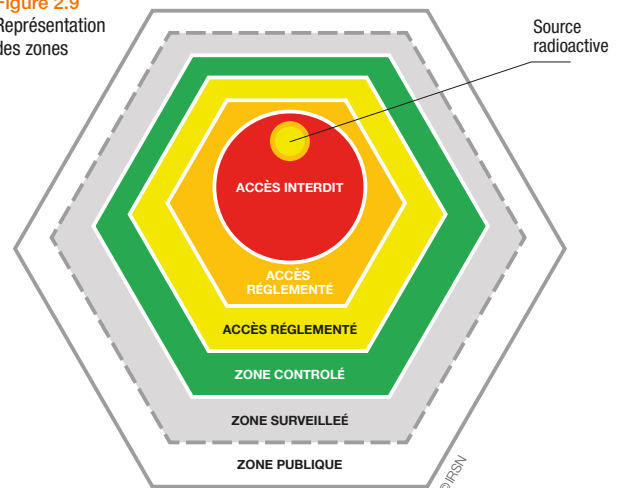 Figure 2.9
Représentation
des zones
Source
radioactive
ACCÈS INTERDIT
ACCÈS
RÉGLEMENTÉ
ACCÈS RÉGLEMENTÉ
ZONE CONTROLÉ
ZONE SURVEILLEÉ
ZONE PUBLIQUE
© IRSN